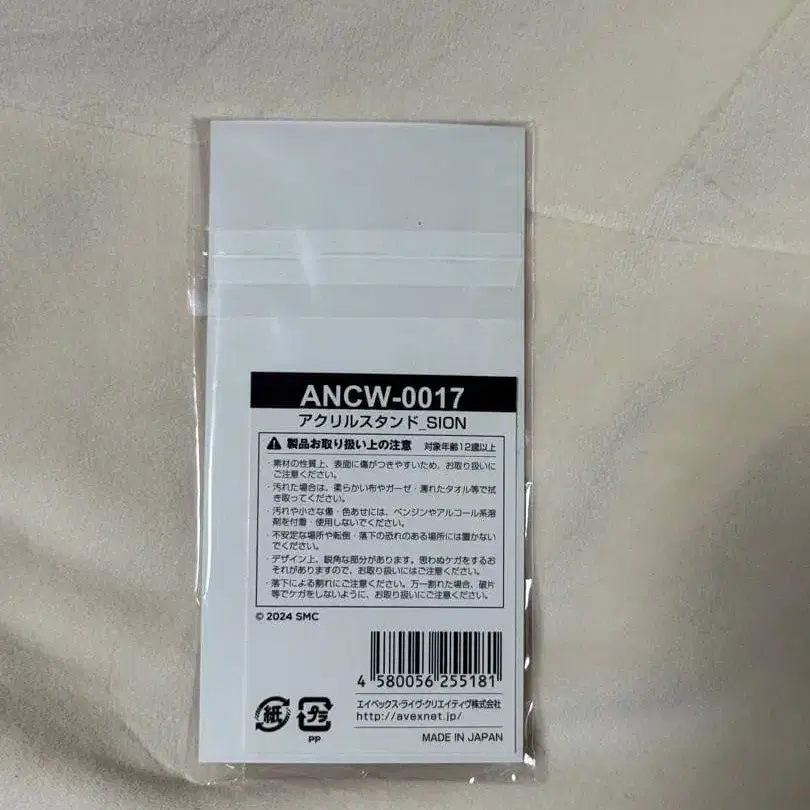 ANCW-0017
アクリルスタンド_SION
製品お取り扱い上の注意 対象年齢12歳以上
・素材の性質上、表面に傷がつきやすいため、お取り扱いに
ご注意ください。
・汚れた場合は、柔らかい布やガーゼ・濡れたタオル等で拭
き取ってください。
・汚れや小さな傷・色あせには、ベンジンやアルコール系溶
剤を付着・使用しないでください。
・不安定な場所や転倒・落下の恐れのある場所には置かない
でください。
・デザイン上、鋭角な部分があります。思わぬケガをするお
それがありますので、お取り扱いにはご注意ください。
・落下による割れにご注意ください。万一割れた場合、破片
等でケガをしないように、お取り扱いにご注意ください。
© 2024 SMC
4 580056 255181
エイベックス・ライヴ・クリエイティヴ株式会社
http://avexnet.jp/
紙 プラ
PP
MADE IN JAPAN